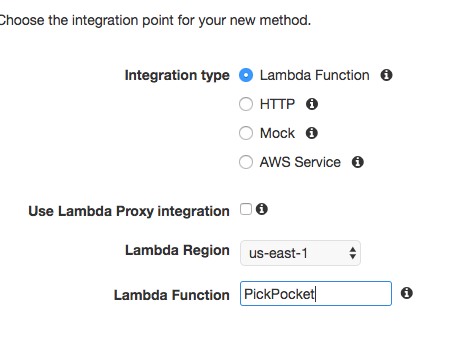 Choose the integration point for your new method.
Integration type Lambda Function
HTTP
Mock
AWS Service
Use Lambda Proxy integration
Lambda Region us-east-1
Lambda Function PickPocket